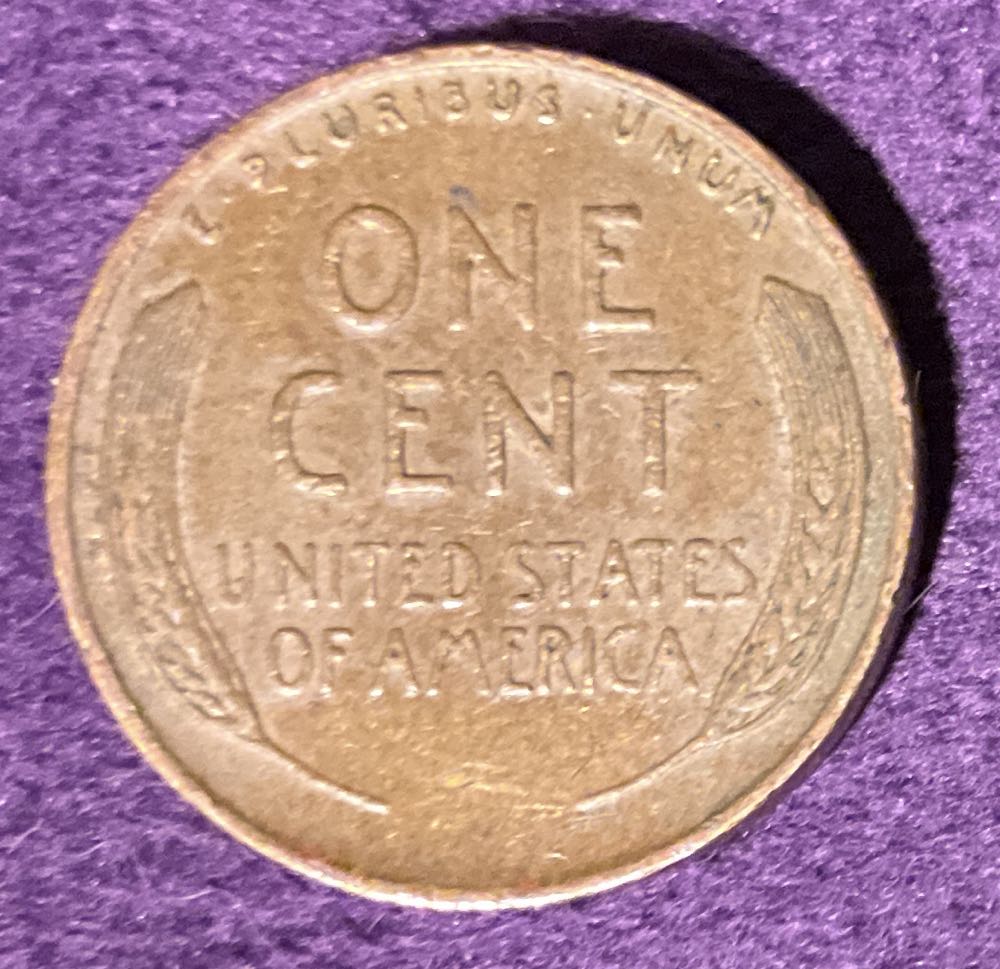 E·PLURIBUS·UNUM
ONE
CENT
UNITED STATES
OF AMERICA